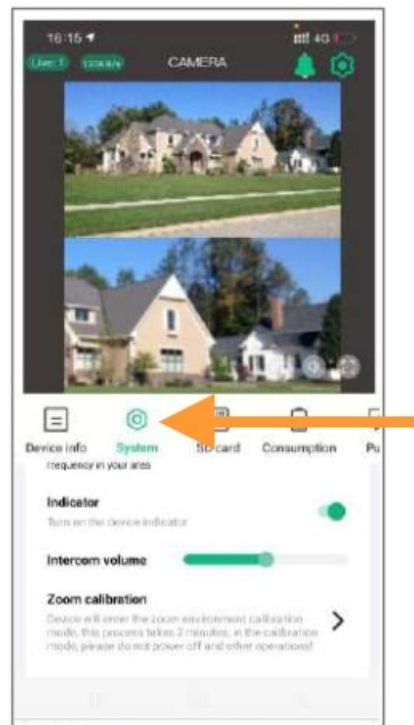 16:15
4G
Live: 1
CAMERA
Device info
System
SD card
Consumption
Pu
frequency in your area
Indicator
Turn on the device indicator
Intercom volume
Zoom calibration
Device will enter the zoom environment calibration
mode, this process takes 2 minutes, in the calibration
mode, please do not power off and other operations!